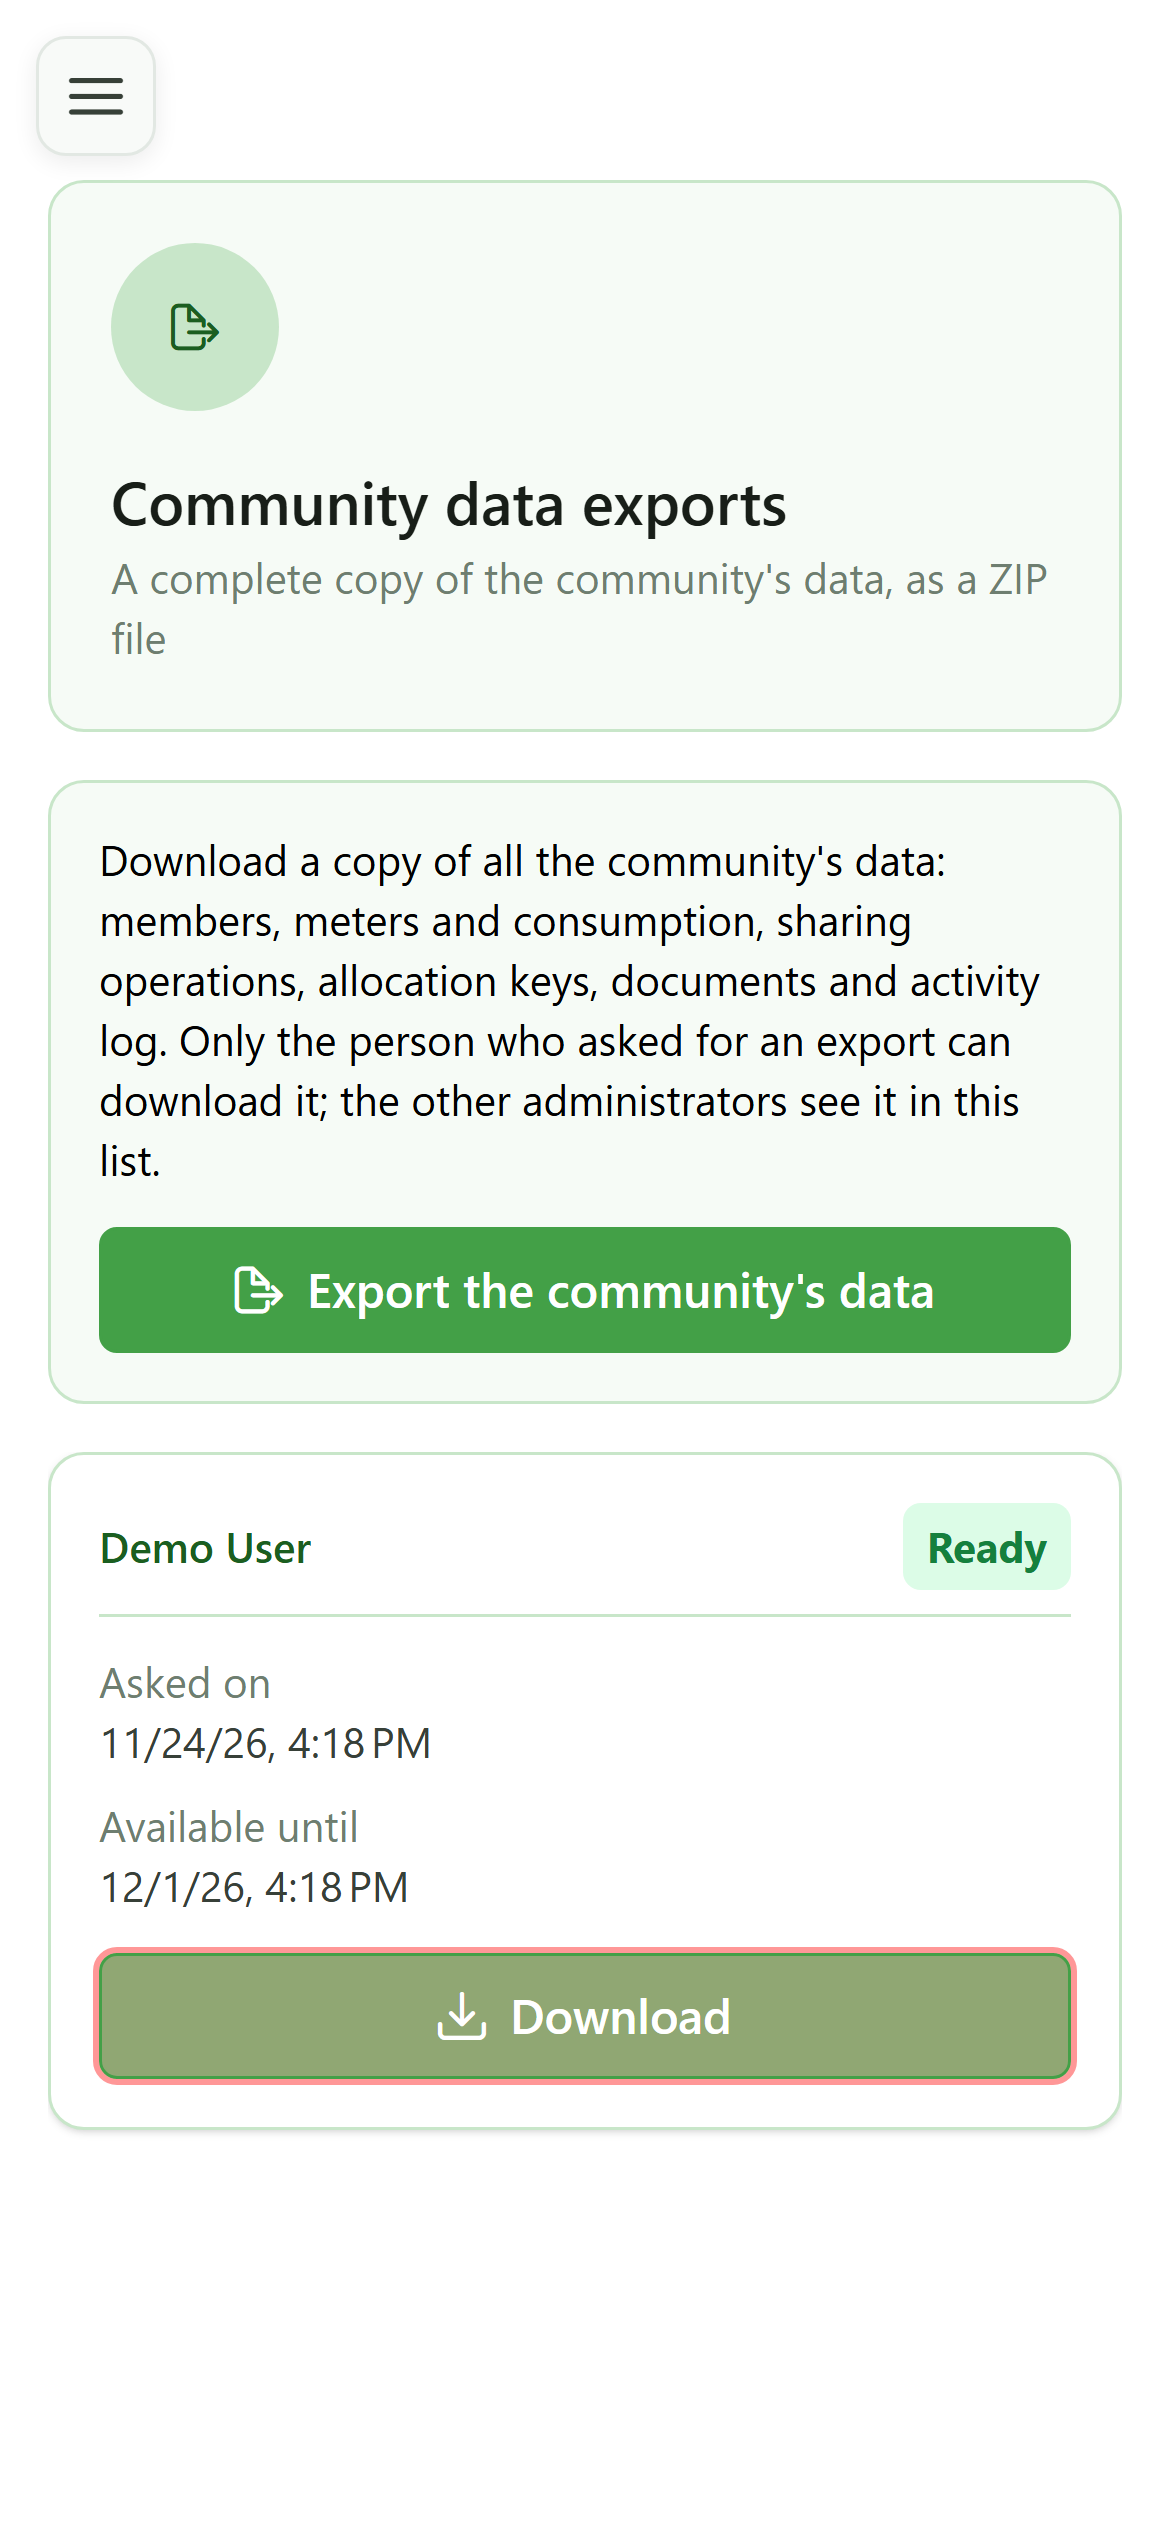 Community data exports
A complete copy of the community's data, as a ZIP
file
Download a copy of all the community's data:
members, meters and consumption, sharing
operations, allocation keys, documents and activity
log. Only the person who asked for an export can
download it; the other administrators see it in this
list.
Export the community's data
Demo User
Ready
Asked on
11/24/26, 4:18 PM
Available until
12/1/26, 4:18 PM
Download